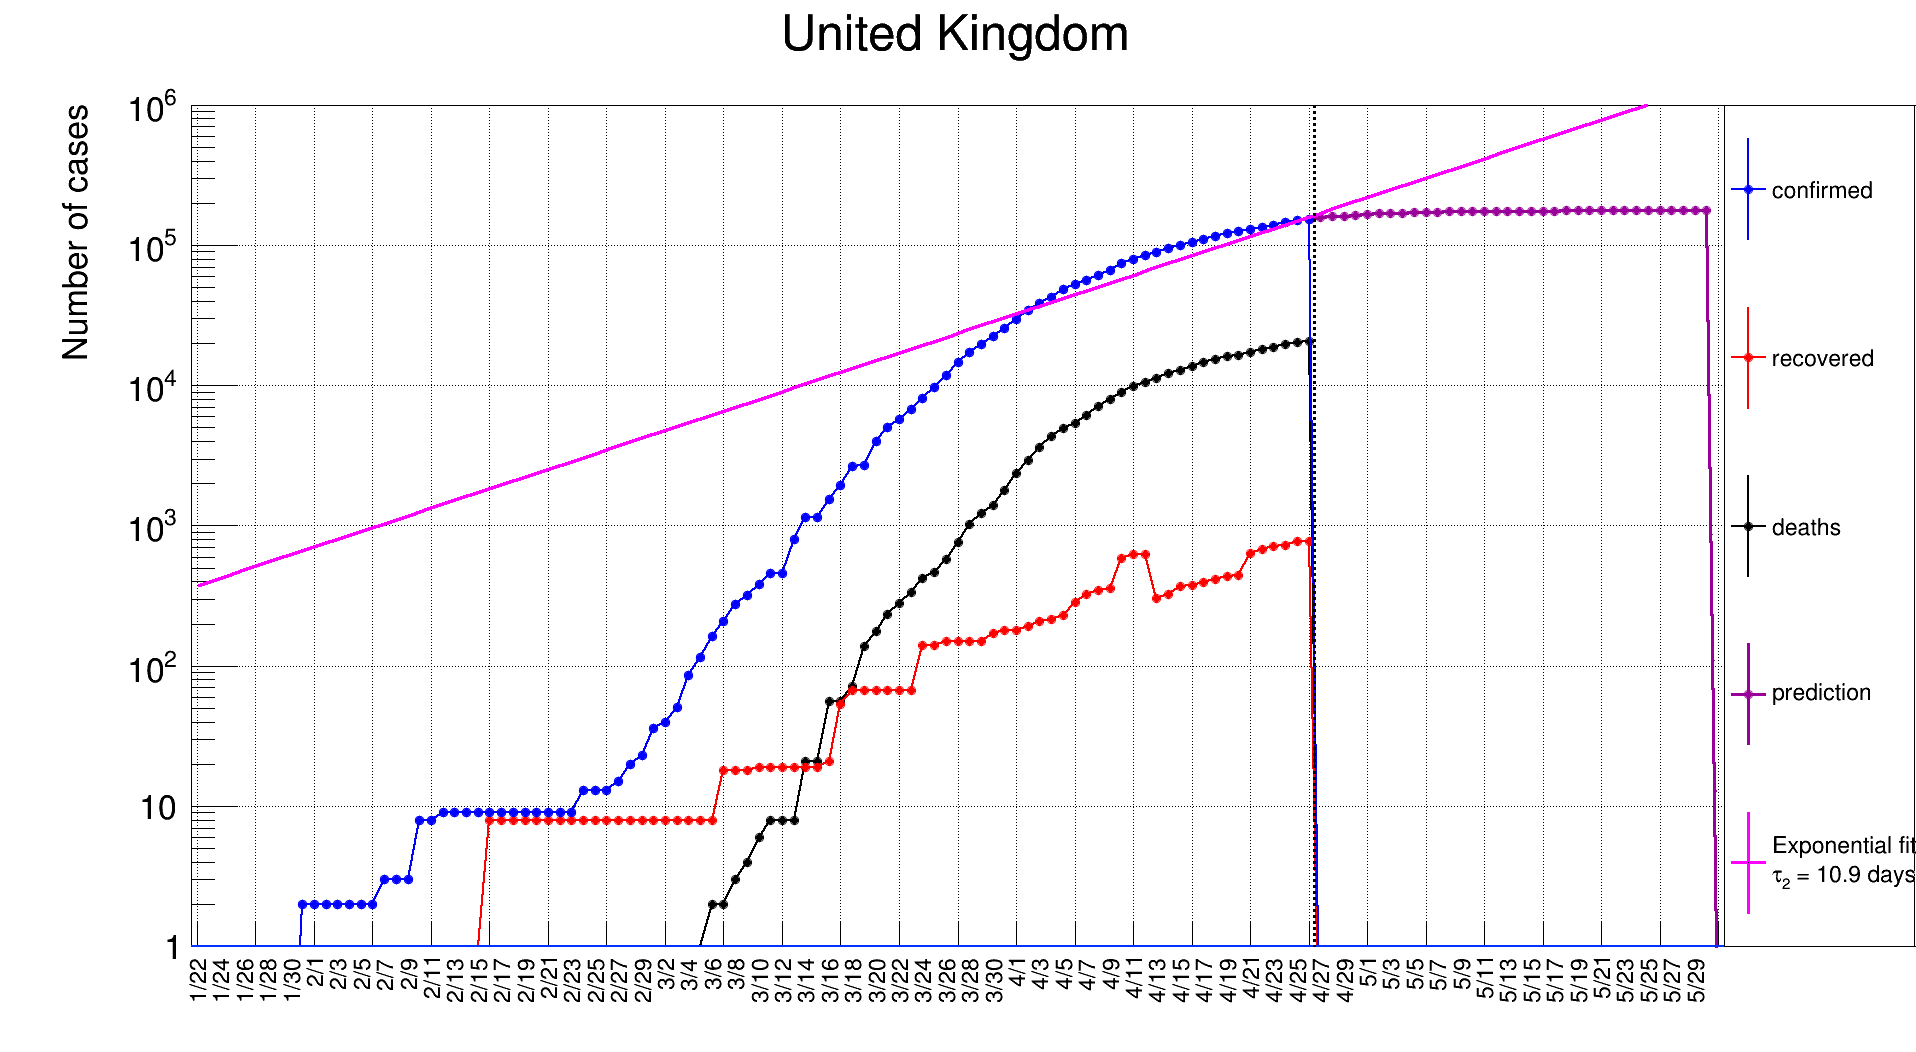 United Kingdom
Number of cases
10^6
10^5
10^4
10^3
10^2
10
1
1/22 1/24 1/26 1/28 1/30 2/1 2/3 2/5 2/7 2/9 2/11 2/13 2/15 2/17 2/19 2/21 2/23 2/25 2/27 2/29 3/2 3/4 3/6 3/8 3/10 3/12 3/14 3/16 3/18 3/20 3/22 3/24 3/26 3/28 3/30 4/1 4/3 4/5 4/7 4/9 4/11 4/13 4/15 4/17 4/19 4/21 4/23 4/25 4/27 4/29 5/1 5/3 5/5 5/7 5/9 5/11 5/13 5/15 5/17 5/19 5/21 5/23 5/25 5/27 5/29
confirmed
recovered
deaths
prediction
Exponential fit
τ₂ = 10.9 days